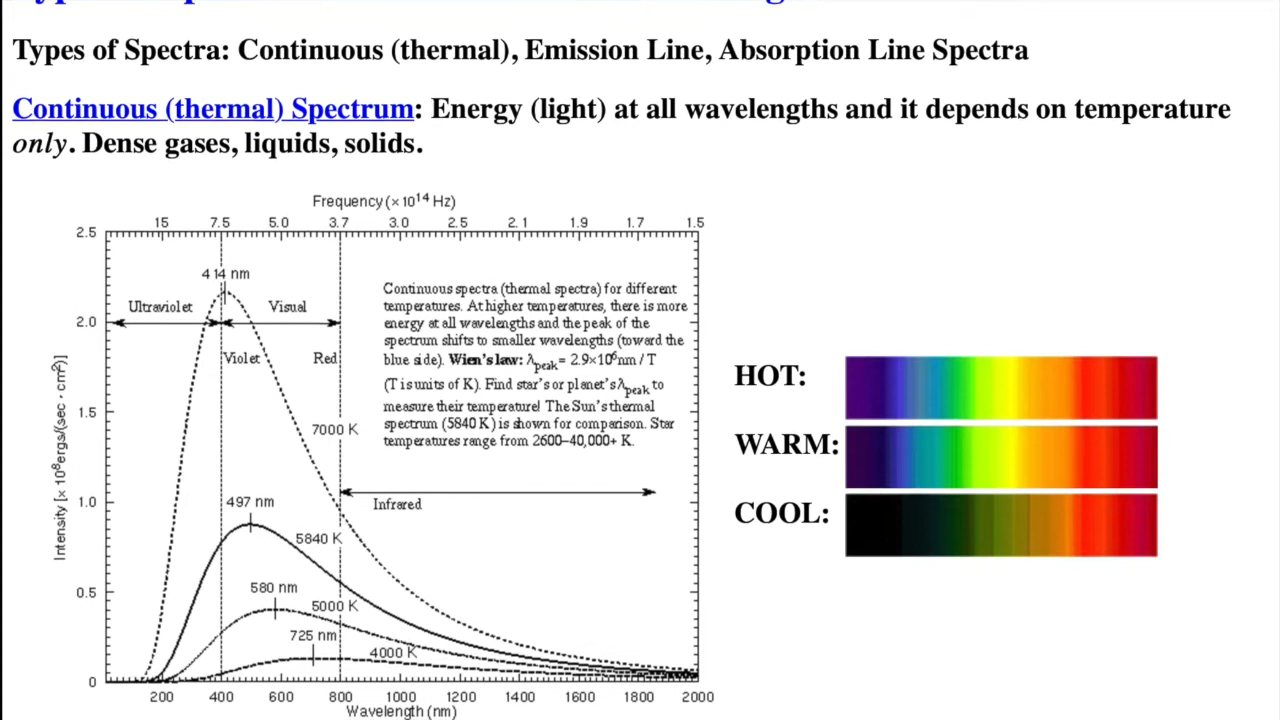 Types of Spectra: Continuous (thermal), Emission Line, Absorption Line Spectra
Continuous (thermal) Spectrum: Energy (light) at all wavelengths and it depends on temperature
only. Dense gases, liquids, solids.
Frequency (× 10¹⁴ Hz)
15 7.5 5.0 3.7 3.0 2.5 2.1 1.9 1.7 1.5
2.5
414 nm
Ultraviolet Visual
2.0
Violet Red
Continuous spectra (thermal spectra) for different
temperatures. At higher temperatures, there is more
energy at all wavelengths and the peak of the
spectrum shifts to smaller wavelengths (toward the
blue side). Wien's law: λpeak = 2.9×10⁶nm / T
(T is units of K). Find star's or planet's λpeak to
measure their temperature! The Sun's thermal
spectrum (5840 K) is shown for comparison. Star
temperatures range from 2600–40,000+ K.
1.5
7000 K
Infrared
1.0
497 nm
5840 K
580 nm
0.5
5000 K
725 nm
4000 K
0
Intensity [× 10⁸ergs/(sec · cm²)]
200 400 600 800 1000 1200 1400 1600 1800 2000
Wavelength (nm)
HOT:
WARM:
COOL: